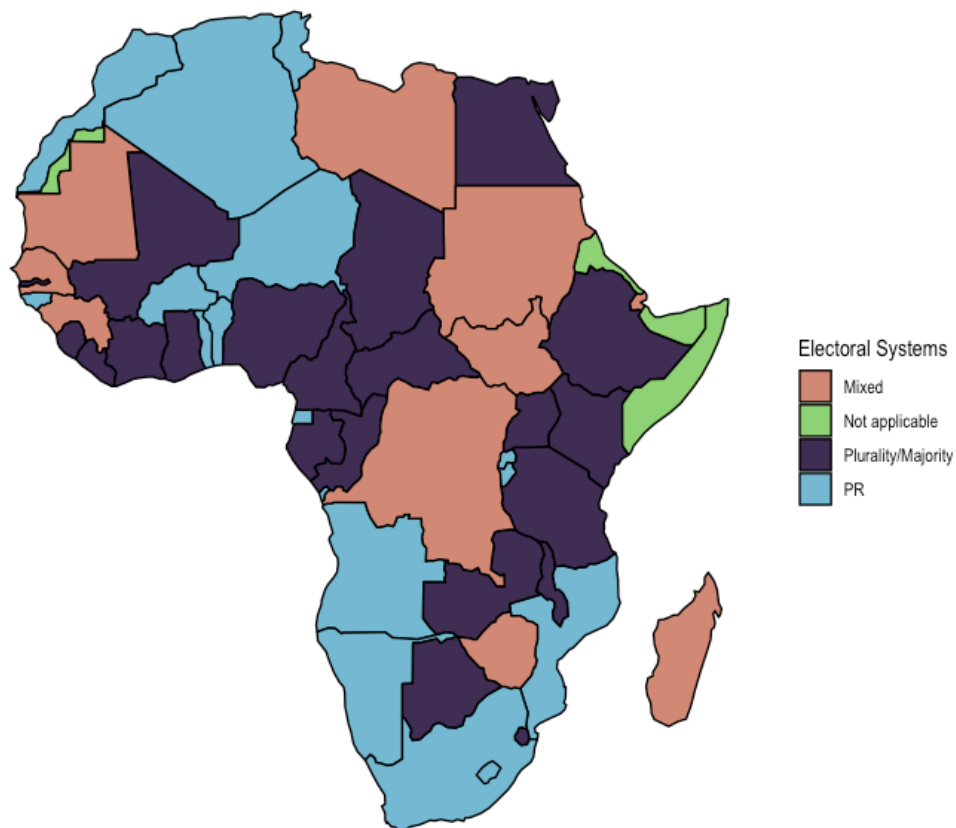 Electoral Systems
Mixed
Not applicable
Plurality/Majority
PR